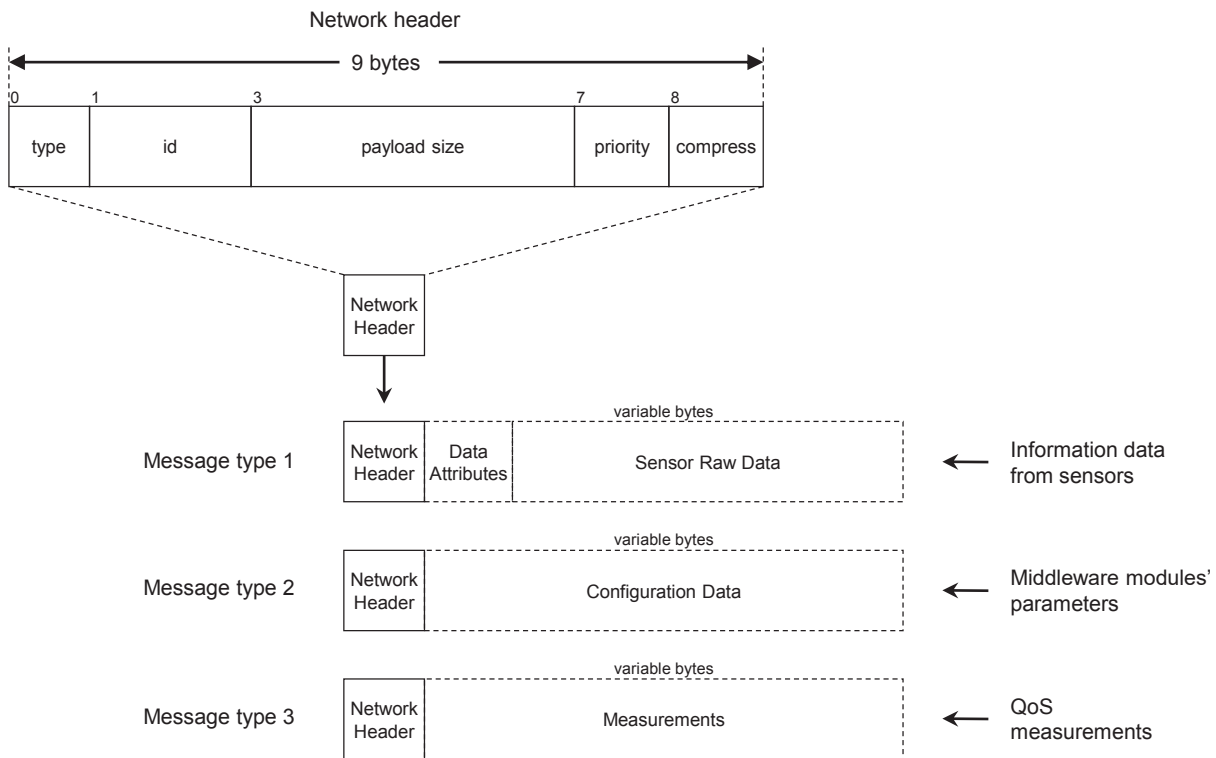 Network header
9 bytes
0 1 3 7 8
type id payload size priority compress
Network
Header
variable bytes
Message type 1
Network
Header
Data
Attributes
Sensor Raw Data
Information data
from sensors
variable bytes
Message type 2
Network
Header
Configuration Data
Middleware modules’
parameters
variable bytes
Message type 3
Network
Header
Measurements
QoS
measurements